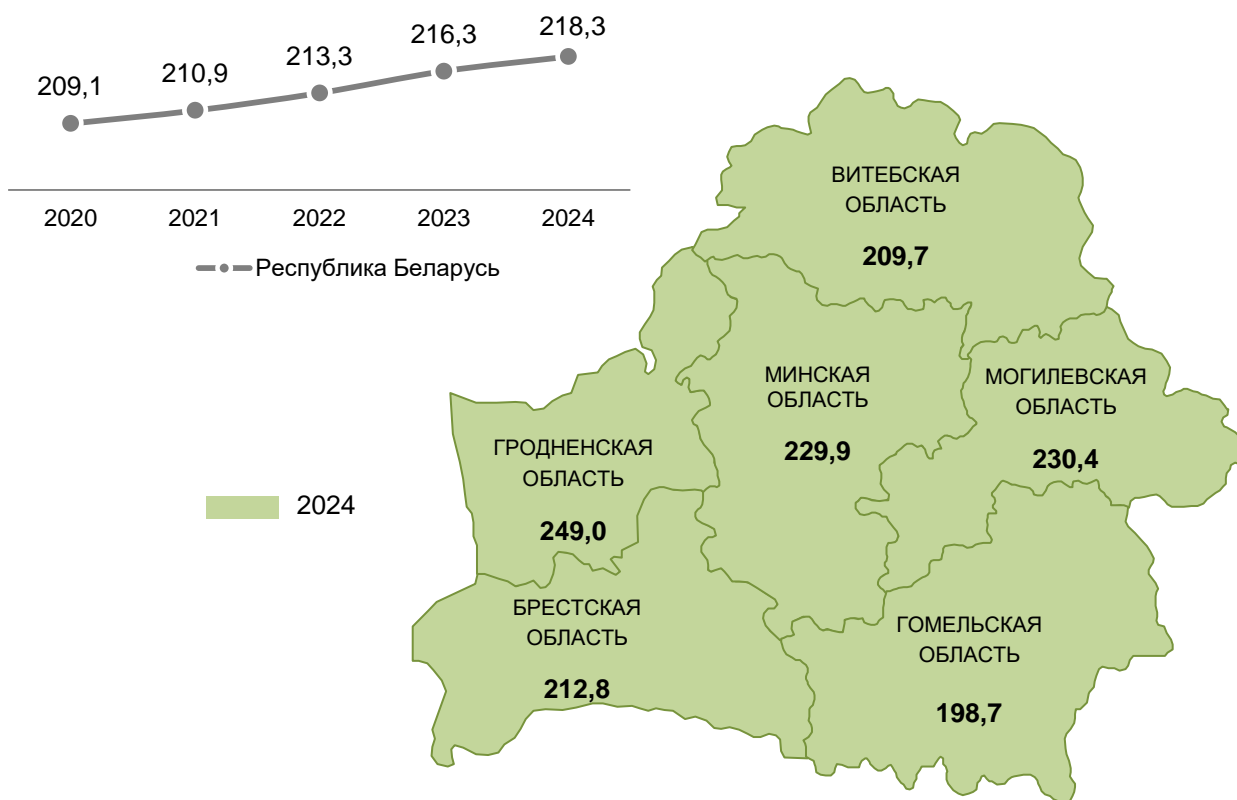 209,1
210,9
213,3
216,3
218,3
2020 2021 2022 2023 2024
Республика Беларусь
ВИТЕБСКАЯ
ОБЛАСТЬ
209,7
МИНСКАЯ
ОБЛАСТЬ
229,9
МОГИЛЕВСКАЯ
ОБЛАСТЬ
230,4
ГРОДНЕНСКАЯ
ОБЛАСТЬ
249,0
2024
БРЕСТСКАЯ
ОБЛАСТЬ
212,8
ГОМЕЛЬСКАЯ
ОБЛАСТЬ
198,7